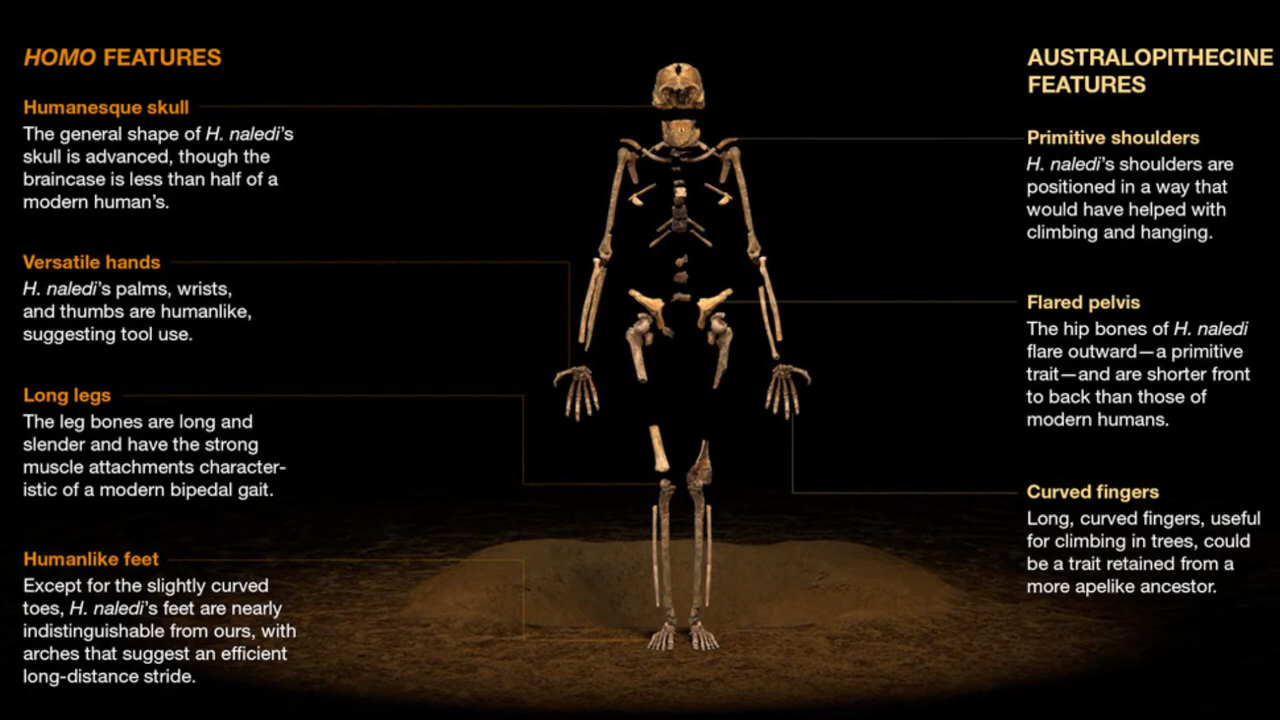 HOMO FEATURES
Humanesque skull
The general shape of H. naledi's
skull is advanced, though the
braincase is less than half of a
modern human's.
Versatile hands
H. naledi's palms, wrists,
and thumbs are humanlike,
suggesting tool use.
Long legs
The leg bones are long and
slender and have the strong
muscle attachments character-
istic of a modern bipedal gait.
Humanlike feet
Except for the slightly curved
toes, H. naledi's feet are nearly
indistinguishable from ours, with
arches that suggest an efficient
long-distance stride.
AUSTRALOPITHECINE
FEATURES
Primitive shoulders
H. naledi's shoulders are
positioned in a way that
would have helped with
climbing and hanging.
Flared pelvis
The hip bones of H. naledi
flare outward—a primitive
trait—and are shorter front
to back than those of
modern humans.
Curved fingers
Long, curved fingers, useful
for climbing in trees, could
be a trait retained from a
more apelike ancestor.